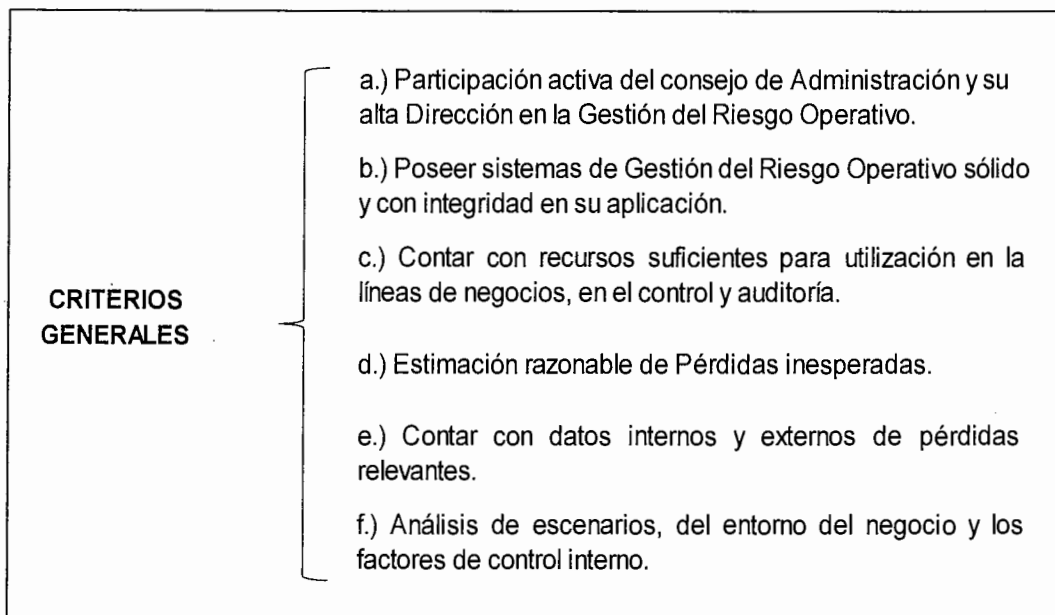 a.) Participación activa del consejo de Administración y su
alta Dirección en la Gestión del Riesgo Operativo.
b.) Poseer sistemas de Gestión del Riesgo Operativo sólido
y con integridad en su aplicación.
c.) Contar con recursos suficientes para utilización en la
líneas de negocios, en el control y auditoría.
CRITERIOS
GENERALES
d.) Estimación razonable de Pérdidas inesperadas.
e.) Contar con datos internos y externos de pérdidas
relevantes.
f.) Análisis de escenarios, del entorno del negocio y los
factores de control interno.